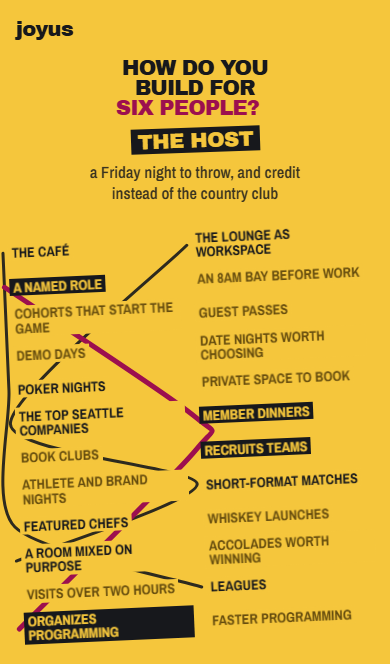 joyus
HOW DO YOU
BUILD FOR
SIX PEOPLE?
THE HOST
a Friday night to throw, and credit
instead of the country club
THE CAFÉ
A NAMED ROLE
COHORTS THAT START THE
GAME
DEMO DAYS
POKER NIGHTS
THE TOP SEATTLE
COMPANIES
BOOK CLUBS
ATHLETE AND BRAND
NIGHTS
FEATURED CHEFS
A ROOM MIXED ON
PURPOSE
VISITS OVER TWO HOURS
ORGANIZES
PROGRAMMING
THE LOUNGE AS
WORKSPACE
AN 8AM BAY BEFORE WORK
GUEST PASSES
DATE NIGHTS WORTH
CHOOSING
PRIVATE SPACE TO BOOK
MEMBER DINNERS
RECRUITS TEAMS
SHORT-FORMAT MATCHES
WHISKEY LAUNCHES
ACCOLADES WORTH
WINNING
LEAGUES
FASTER PROGRAMMING